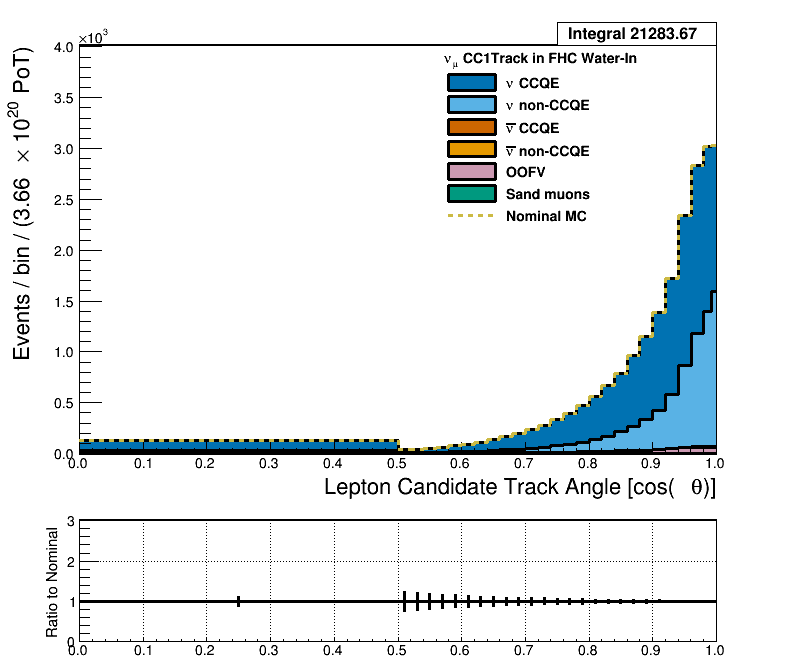 Integral 21283.67
×10³
ν_μ CC1Track in FHC Water-In
ν CCQE
ν non-CCQE
ν̅ CCQE
ν̅ non-CCQE
OOFV
Sand muons
Nominal MC
Events / bin / (3.66 × 10²⁰ PoT)
4.0
3.5
3.0
2.5
2.0
1.5
1.0
0.5
0.0
0.0 0.1 0.2 0.3 0.4 0.5 0.6 0.7 0.8 0.9 1.0
Lepton Candidate Track Angle [cos( θ)]
Ratio to Nominal
3
2
1
0
0.0 0.1 0.2 0.3 0.4 0.5 0.6 0.7 0.8 0.9 1.0